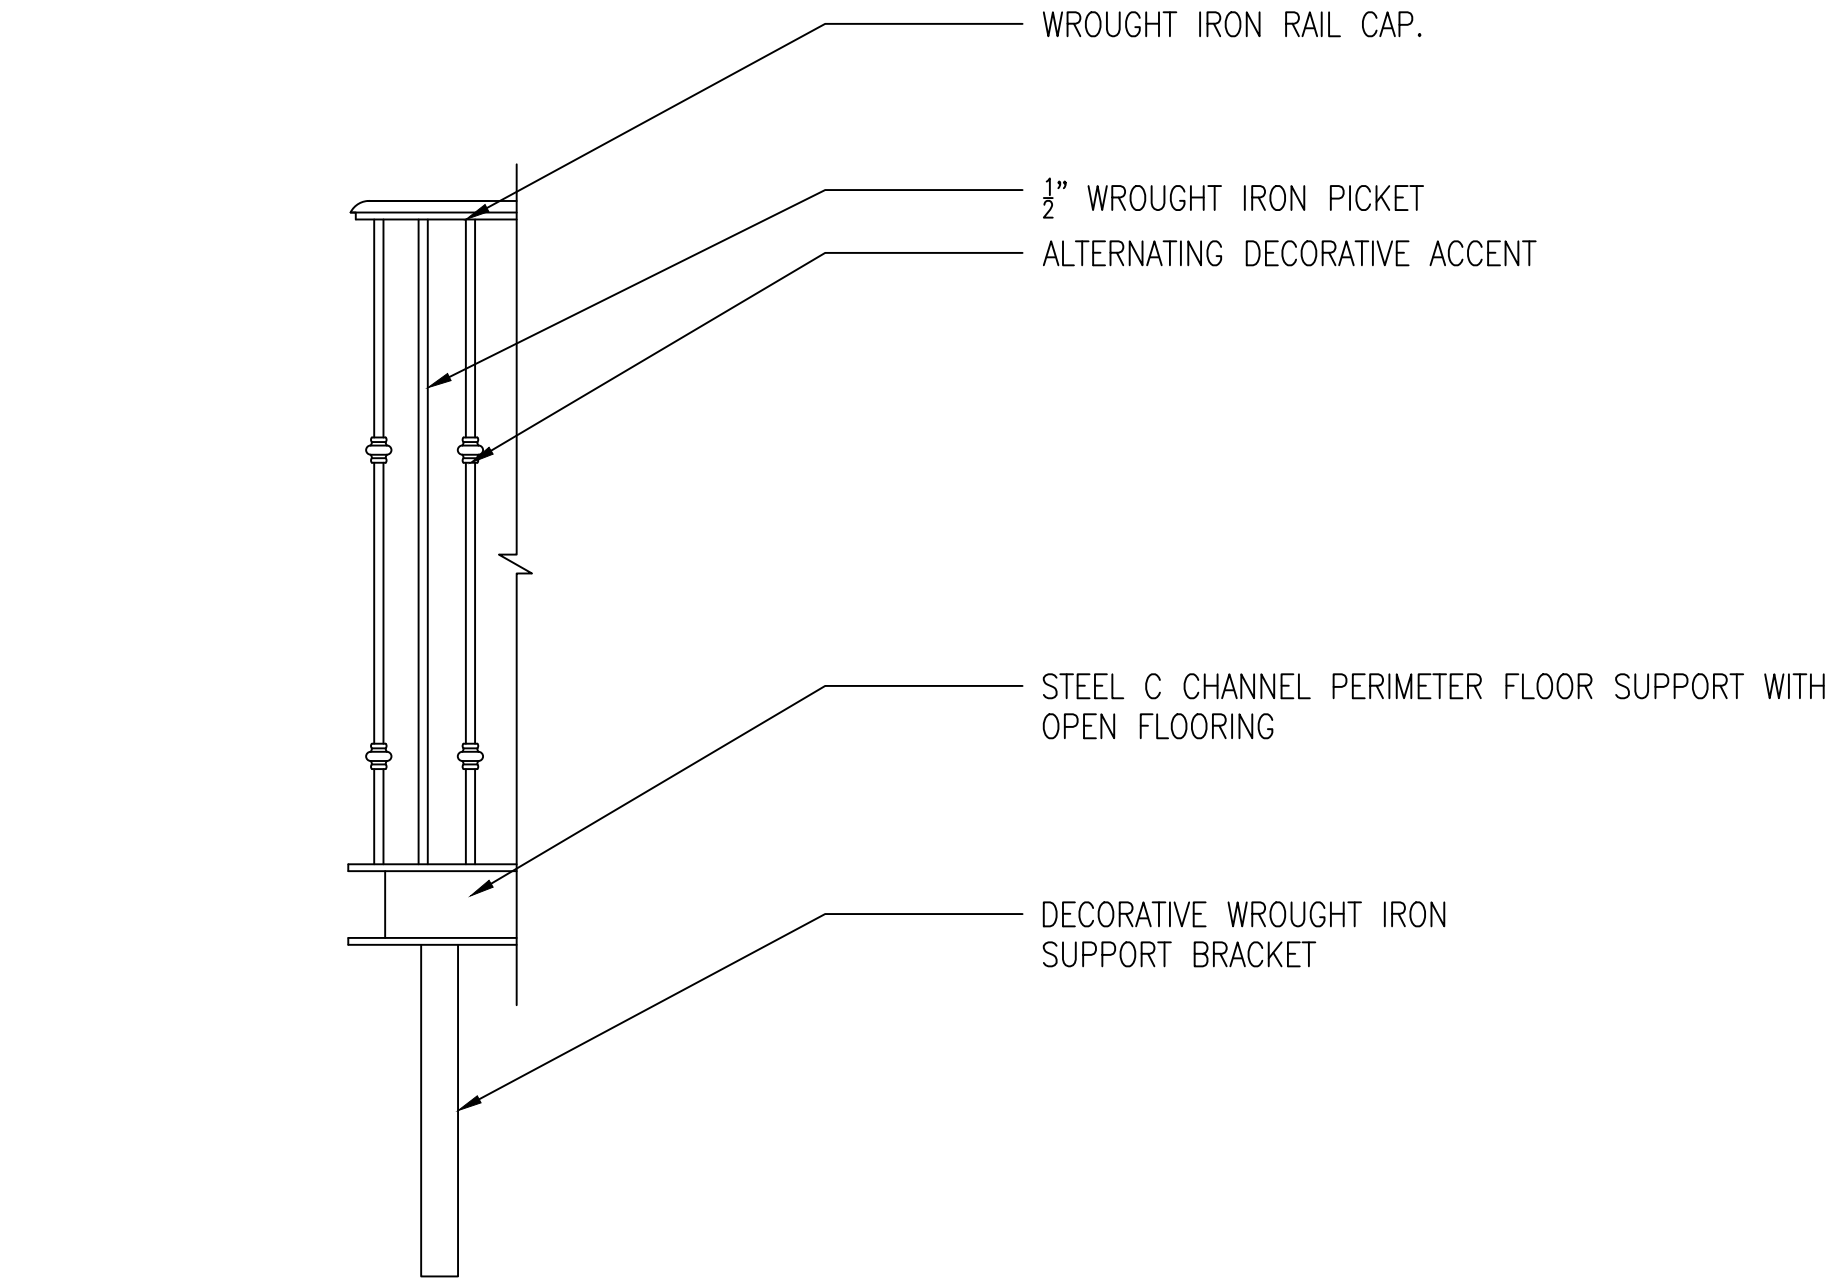 WROUGHT IRON RAIL CAP.
½" WROUGHT IRON PICKET
ALTERNATING DECORATIVE ACCENT
STEEL C CHANNEL PERIMETER FLOOR SUPPORT WITH
OPEN FLOORING
DECORATIVE WROUGHT IRON
SUPPORT BRACKET